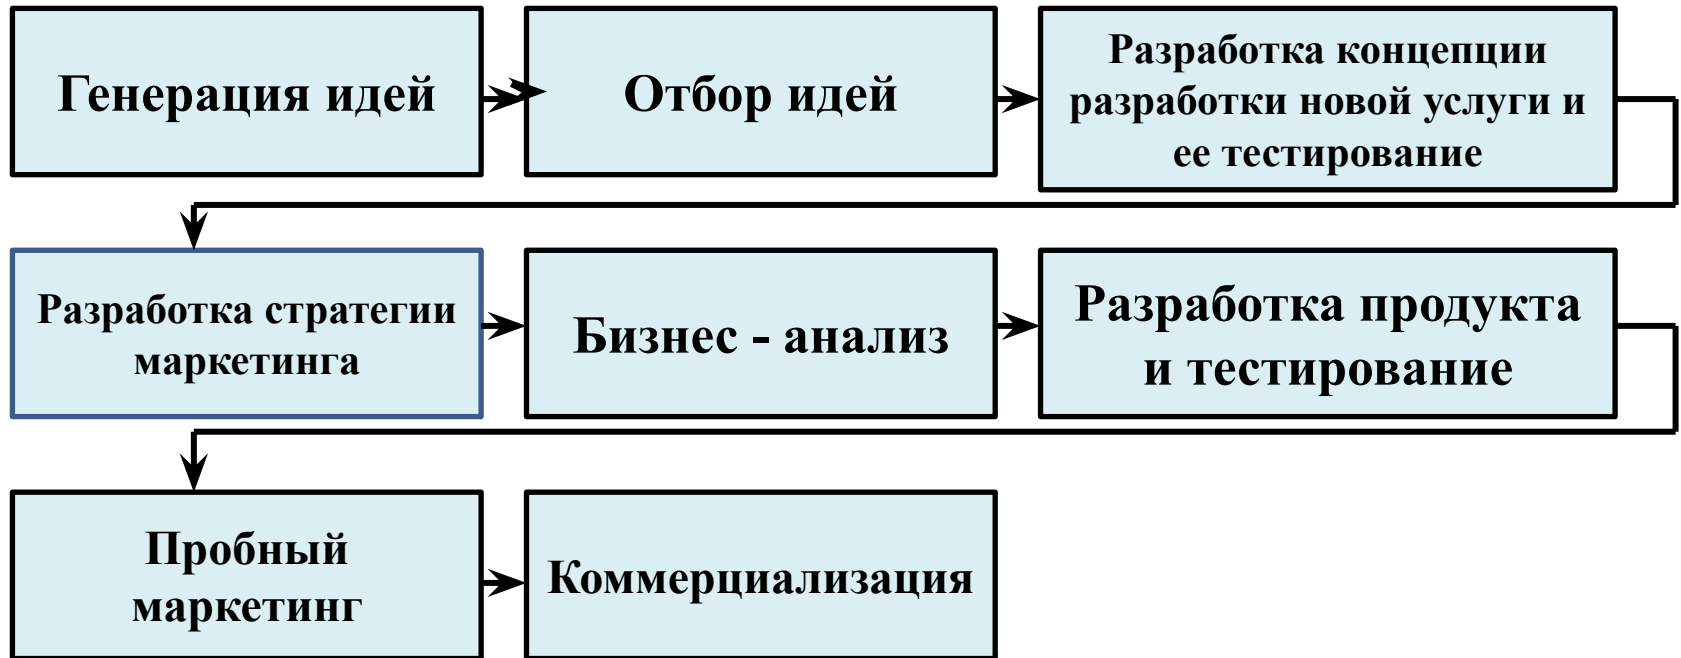 Генерация идей
Отбор идей
Разработка концепции
разработки новой услуги и
ее тестирование
Разработка стратегии
маркетинга
Бизнес - анализ
Разработка продукта
и тестирование
Пробный
маркетинг
Коммерциализация